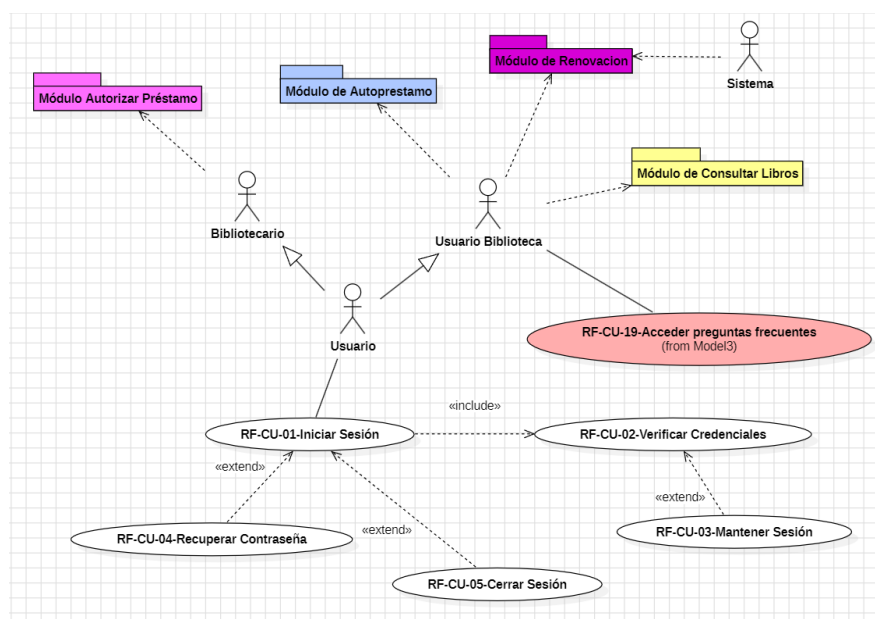 Sistema
Módulo de Renovacion
Módulo Autorizar Préstamo
Módulo de Autoprestamo
Módulo de Consultar Libros
Bibliotecario
Usuario Biblioteca
Usuario
RF-CU-19-Acceder preguntas frecuentes
(from Model3)
«include»
RF-CU-01-Iniciar Sesión
RF-CU-02-Verificar Credenciales
«extend»
«extend»
«extend»
RF-CU-04-Recuperar Contraseña
RF-CU-03-Mantener Sesión
RF-CU-05-Cerrar Sesión